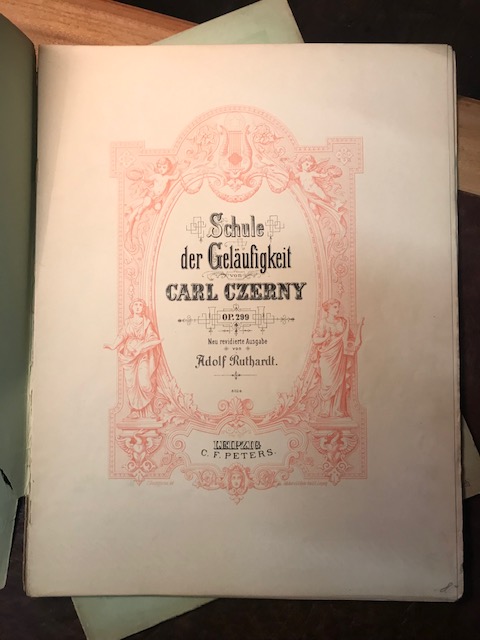 Schule
der Geläufigkeit
von
CARL CZERNY
OP. 299
Neu revidierte Ausgabe
von
Adolf Ruthardt.
LEIPZIG
C. F. PETERS.